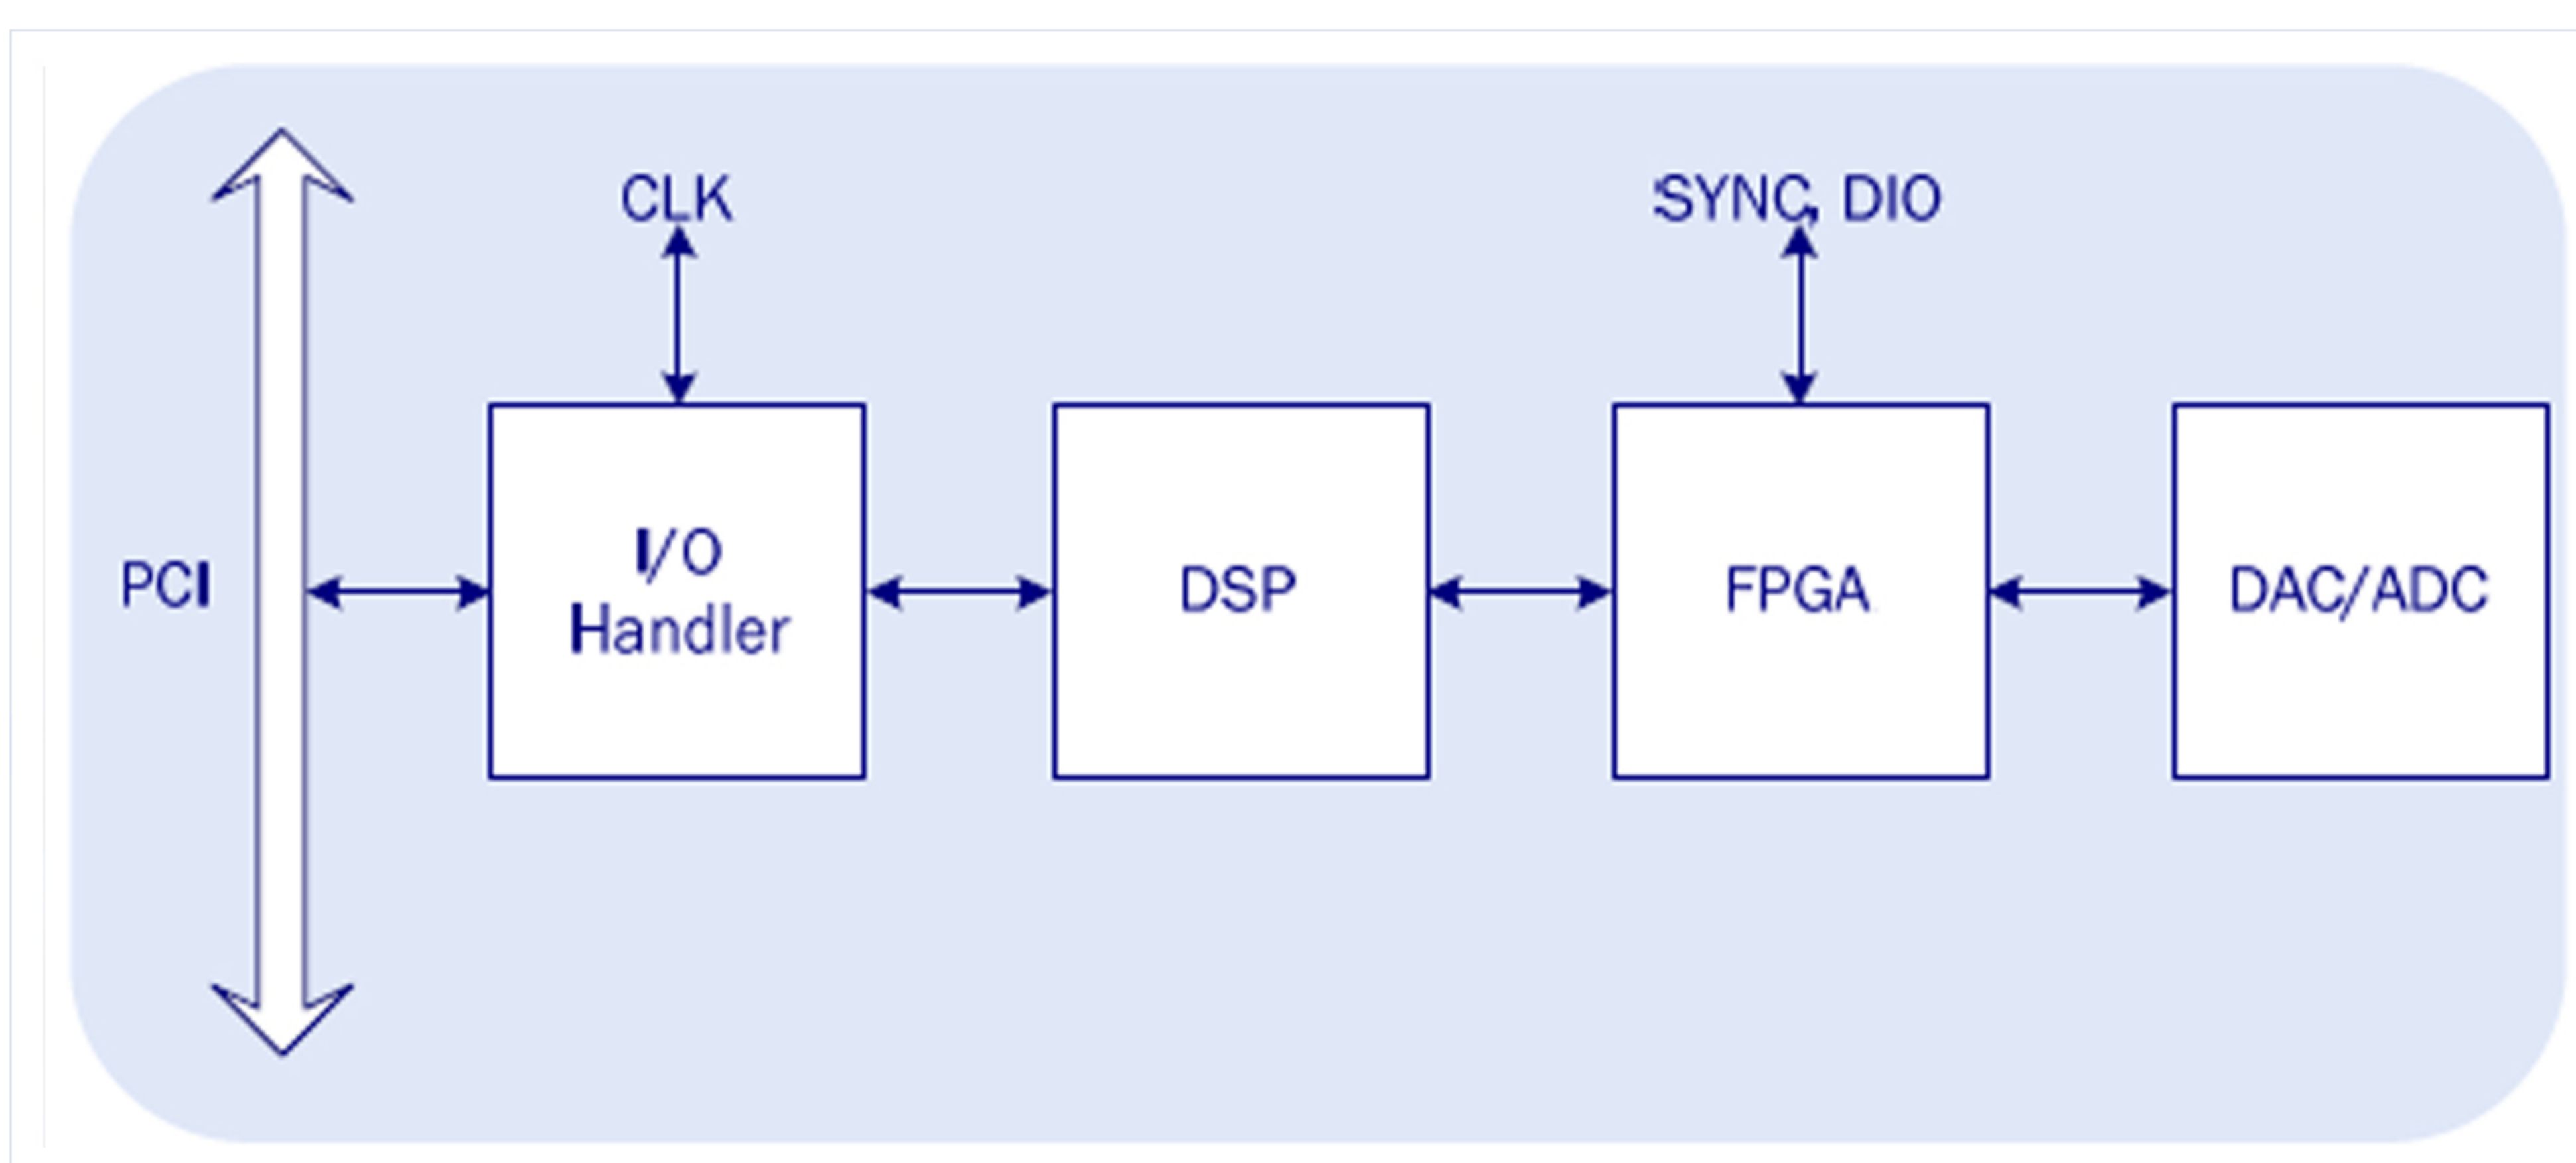 CLK
SYNC, DIO
PCI
I/O
Handler
DSP
FPGA
DAC/ADC